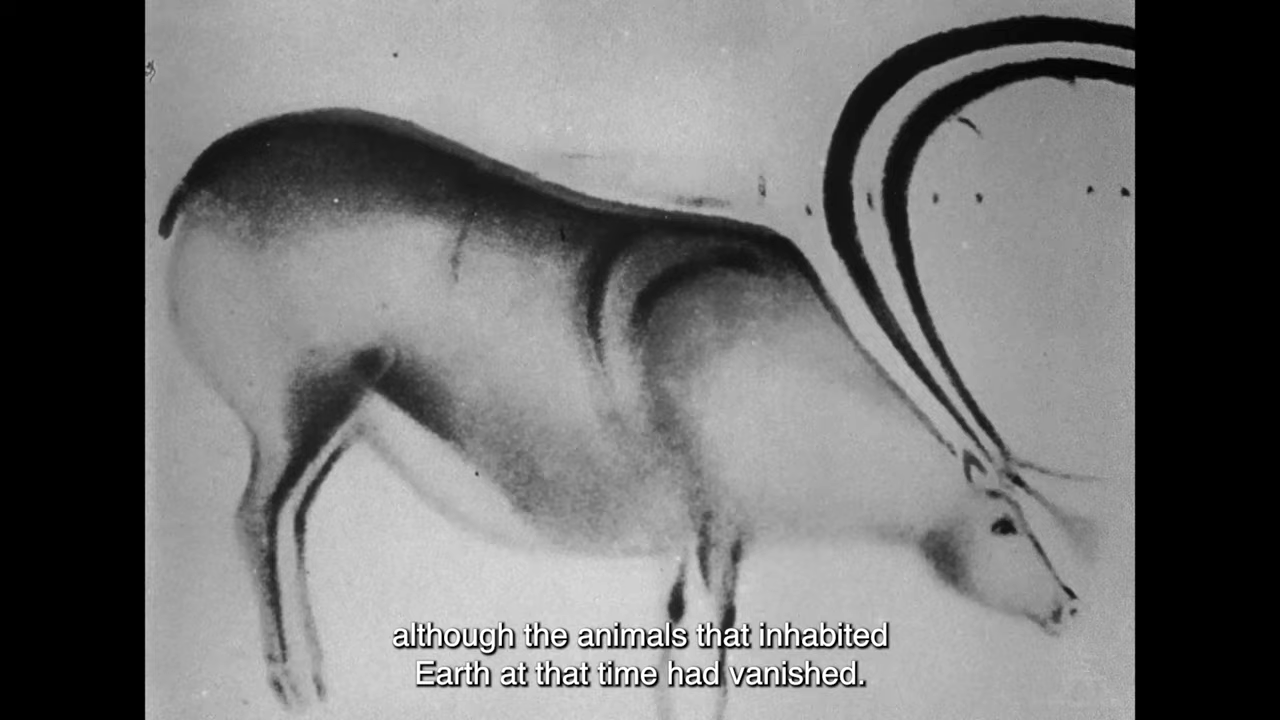 although the animals that inhabited
Earth at that time had vanished.